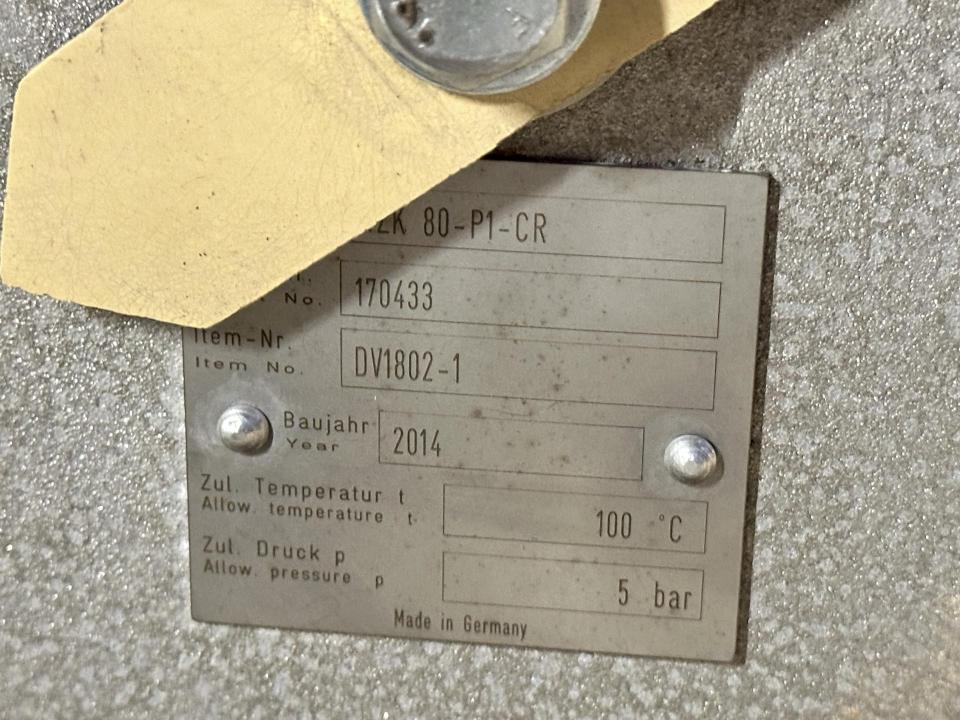 80-P1-CR
No. 170433
Item-Nr.
Item No. DV1802-1
Baujahr
Year 2014
Zul. Temperatur t
Allow. temperature t 100 °C
Zul. Druck p
Allow. pressure p 5 bar
Made in Germany